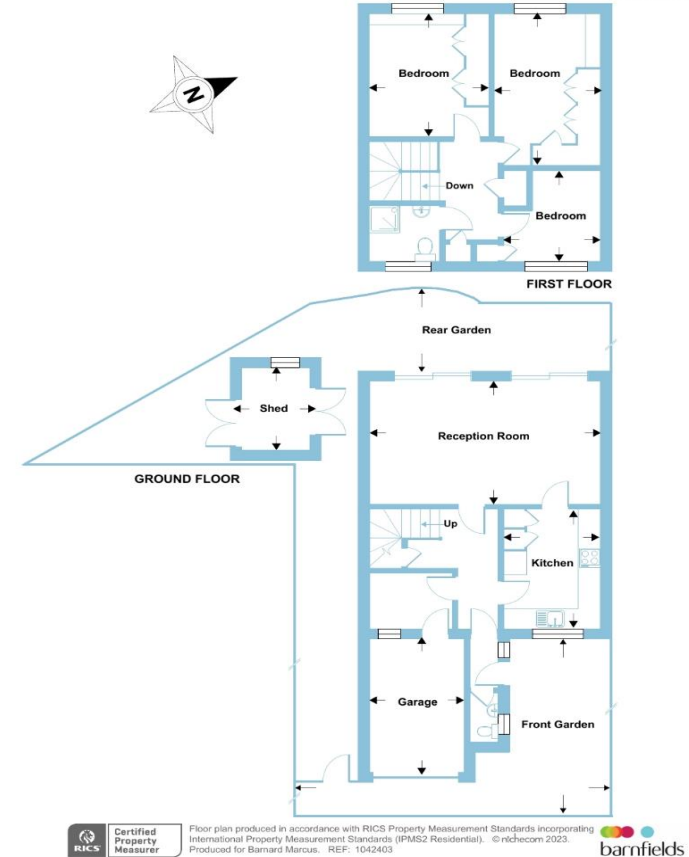 N
Bedroom
Bedroom
Down
Bedroom
FIRST FLOOR
Rear Garden
Shed
Reception Room
GROUND FLOOR
Up
Kitchen
Garage
Front Garden
RICS
Certified
Property
Measurer
Floor plan produced in accordance with RICS Property Measurement Standards incorporating
International Property Measurement Standards (IPMS2 Residential). © nichecom 2023.
Produced for Barnard Marcus. REF: 1042403
barnfields